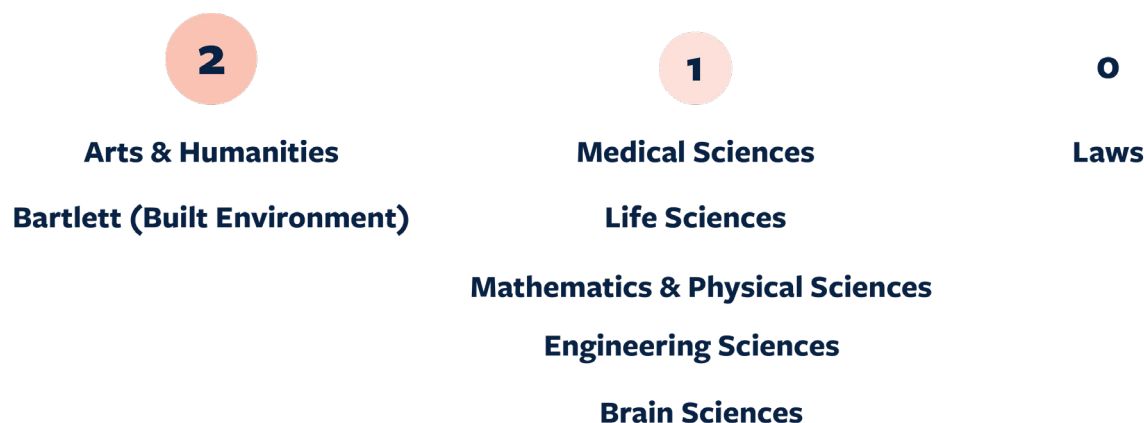 2
Arts & Humanities
Bartlett (Built Environment)
1
Medical Sciences
Life Sciences
Mathematics & Physical Sciences
Engineering Sciences
Brain Sciences
0
Laws